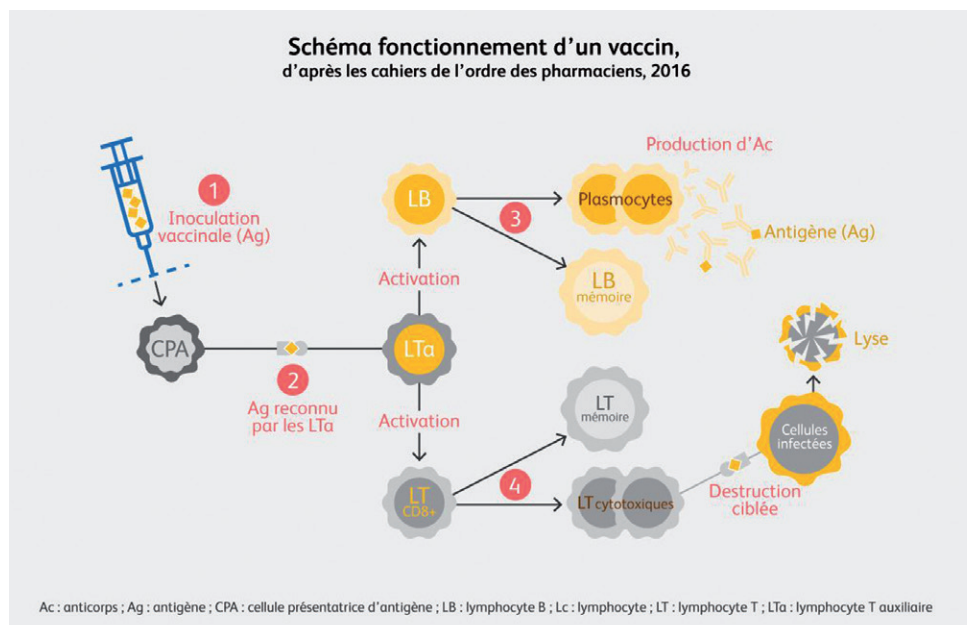 Schéma fonctionnement d'un vaccin,
d'après les cahiers de l'ordre des pharmaciens, 2016
1
Inoculation
vaccinale (Ag)
CPA
2
Ag reconnu
par les LTa
LTa
Activation
LB
3
Plasmocytes
Production d'Ac
Antigène (Ag)
LB
mémoire
Activation
LT
CD8+
4
LT
mémoire
LT cytotoxiques
Destruction
ciblée
Cellules
infectées
Lyse
Ac : anticorps ; Ag : antigène ; CPA : cellule présentatrice d'antigène ; LB : lymphocyte B ; Lc : lymphocyte ; LT : lymphocyte T ; LTa : lymphocyte T auxiliaire